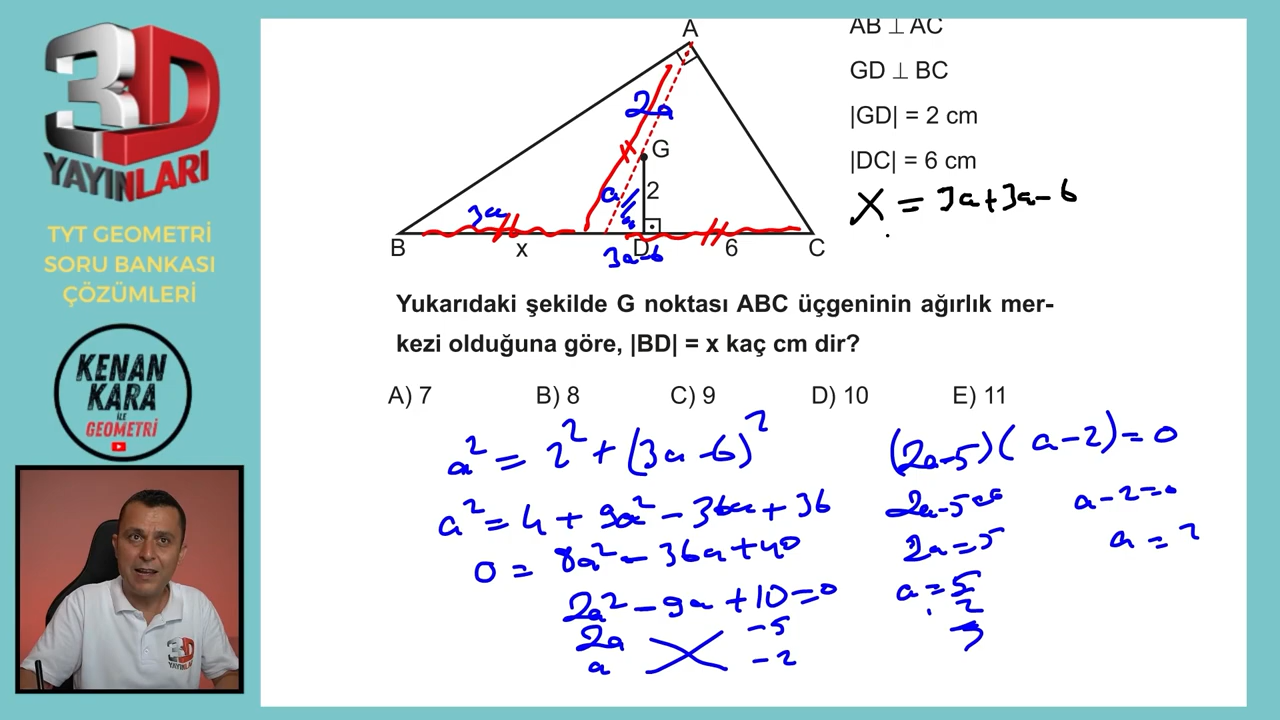 3D
YAYINLARI
TYT GEOMETRİ
SORU BANKASI
ÇÖZÜMLERİ
KENAN
KARA
İLE
GEOMETRİ
3D
YAYINLARI
A
2a
G
a
2
3a
B
x
D
6
C
3a-6
AB ⊥ AC
GD ⊥ BC
|GD| = 2 cm
|DC| = 6 cm
X = 3a+3a-6
Yukarıdaki şekilde G noktası ABC üçgeninin ağırlık mer-
kezi olduğuna göre, |BD| = x kaç cm dir?
A) 7 B) 8 C) 9 D) 10 E) 11
a² = 2² + (3a-6)²
a² = 4 + 9a² - 36a + 36
0 = 8a² - 36a + 40
2a² - 9a + 10 = 0
2a -5
a -2
(2a-5)(a-2) = 0
2a-5=0 a-2=0
2a=5 a=2
a = 5/2